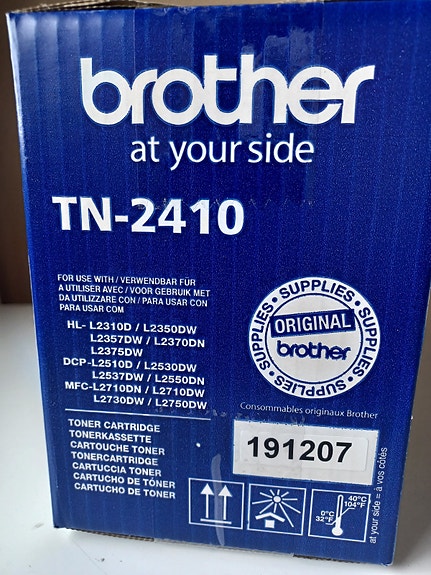 brother
at your side
TN-2410
FOR USE WITH / VERWENDBAR FÜR
A UTILISER AVEC / VOOR GEBRUIK MET
DA UTILIZZARE CON / PARA USAR CON
PARA USAR COM
HL- L2310D / L2350DW
L2357DW / L2370DN
L2375DW
DCP-L2510D / L2530DW
L2537DW / L2550DN
MFC-L2710DN / L2710DW
L2730DW / L2750DW
SUPPLIES • SUPPLIES • SUPPLIES • SUPPLIES •
ORIGINAL
brother
Consommables originaux Brother
TONER CARTRIDGE
TONERKASSETTE
CARTOUCHE TONER
TONERCARTRIDGE
CARTUCCIA TONER
CARTUCHO DE TÓNER
CARTUCHO DE TONER
191207
40°C
104°F
0°C
32°F
at your side = à vos côtés